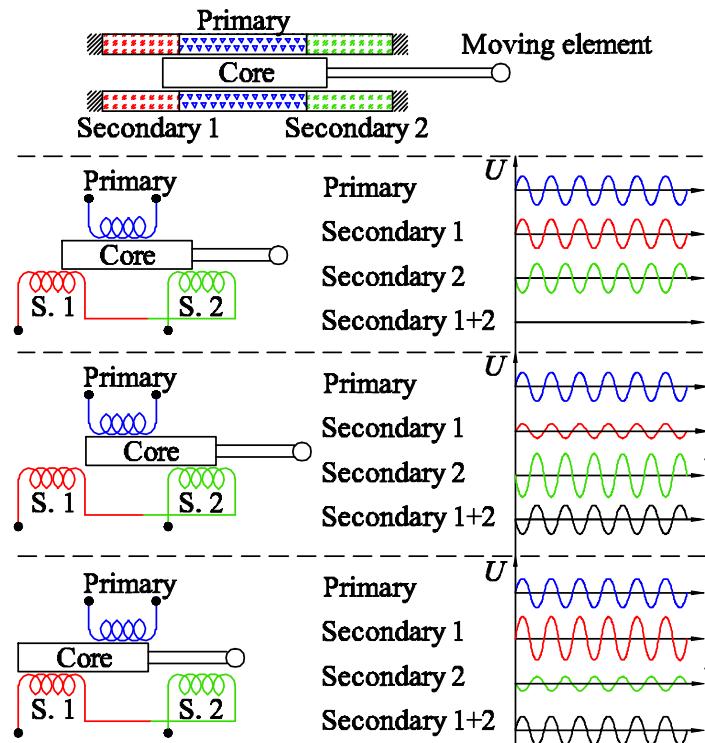 Primary
Moving element
Core
Secondary 1 Secondary 2
U
Primary Primary
Secondary 1
Core
Secondary 2
S. 1 S. 2
Secondary 1+2
U
Primary Primary
Secondary 1
Core
Secondary 2
S. 1 S. 2
Secondary 1+2
U
Primary Primary
Secondary 1
Core
Secondary 2
S. 1 S. 2
Secondary 1+2